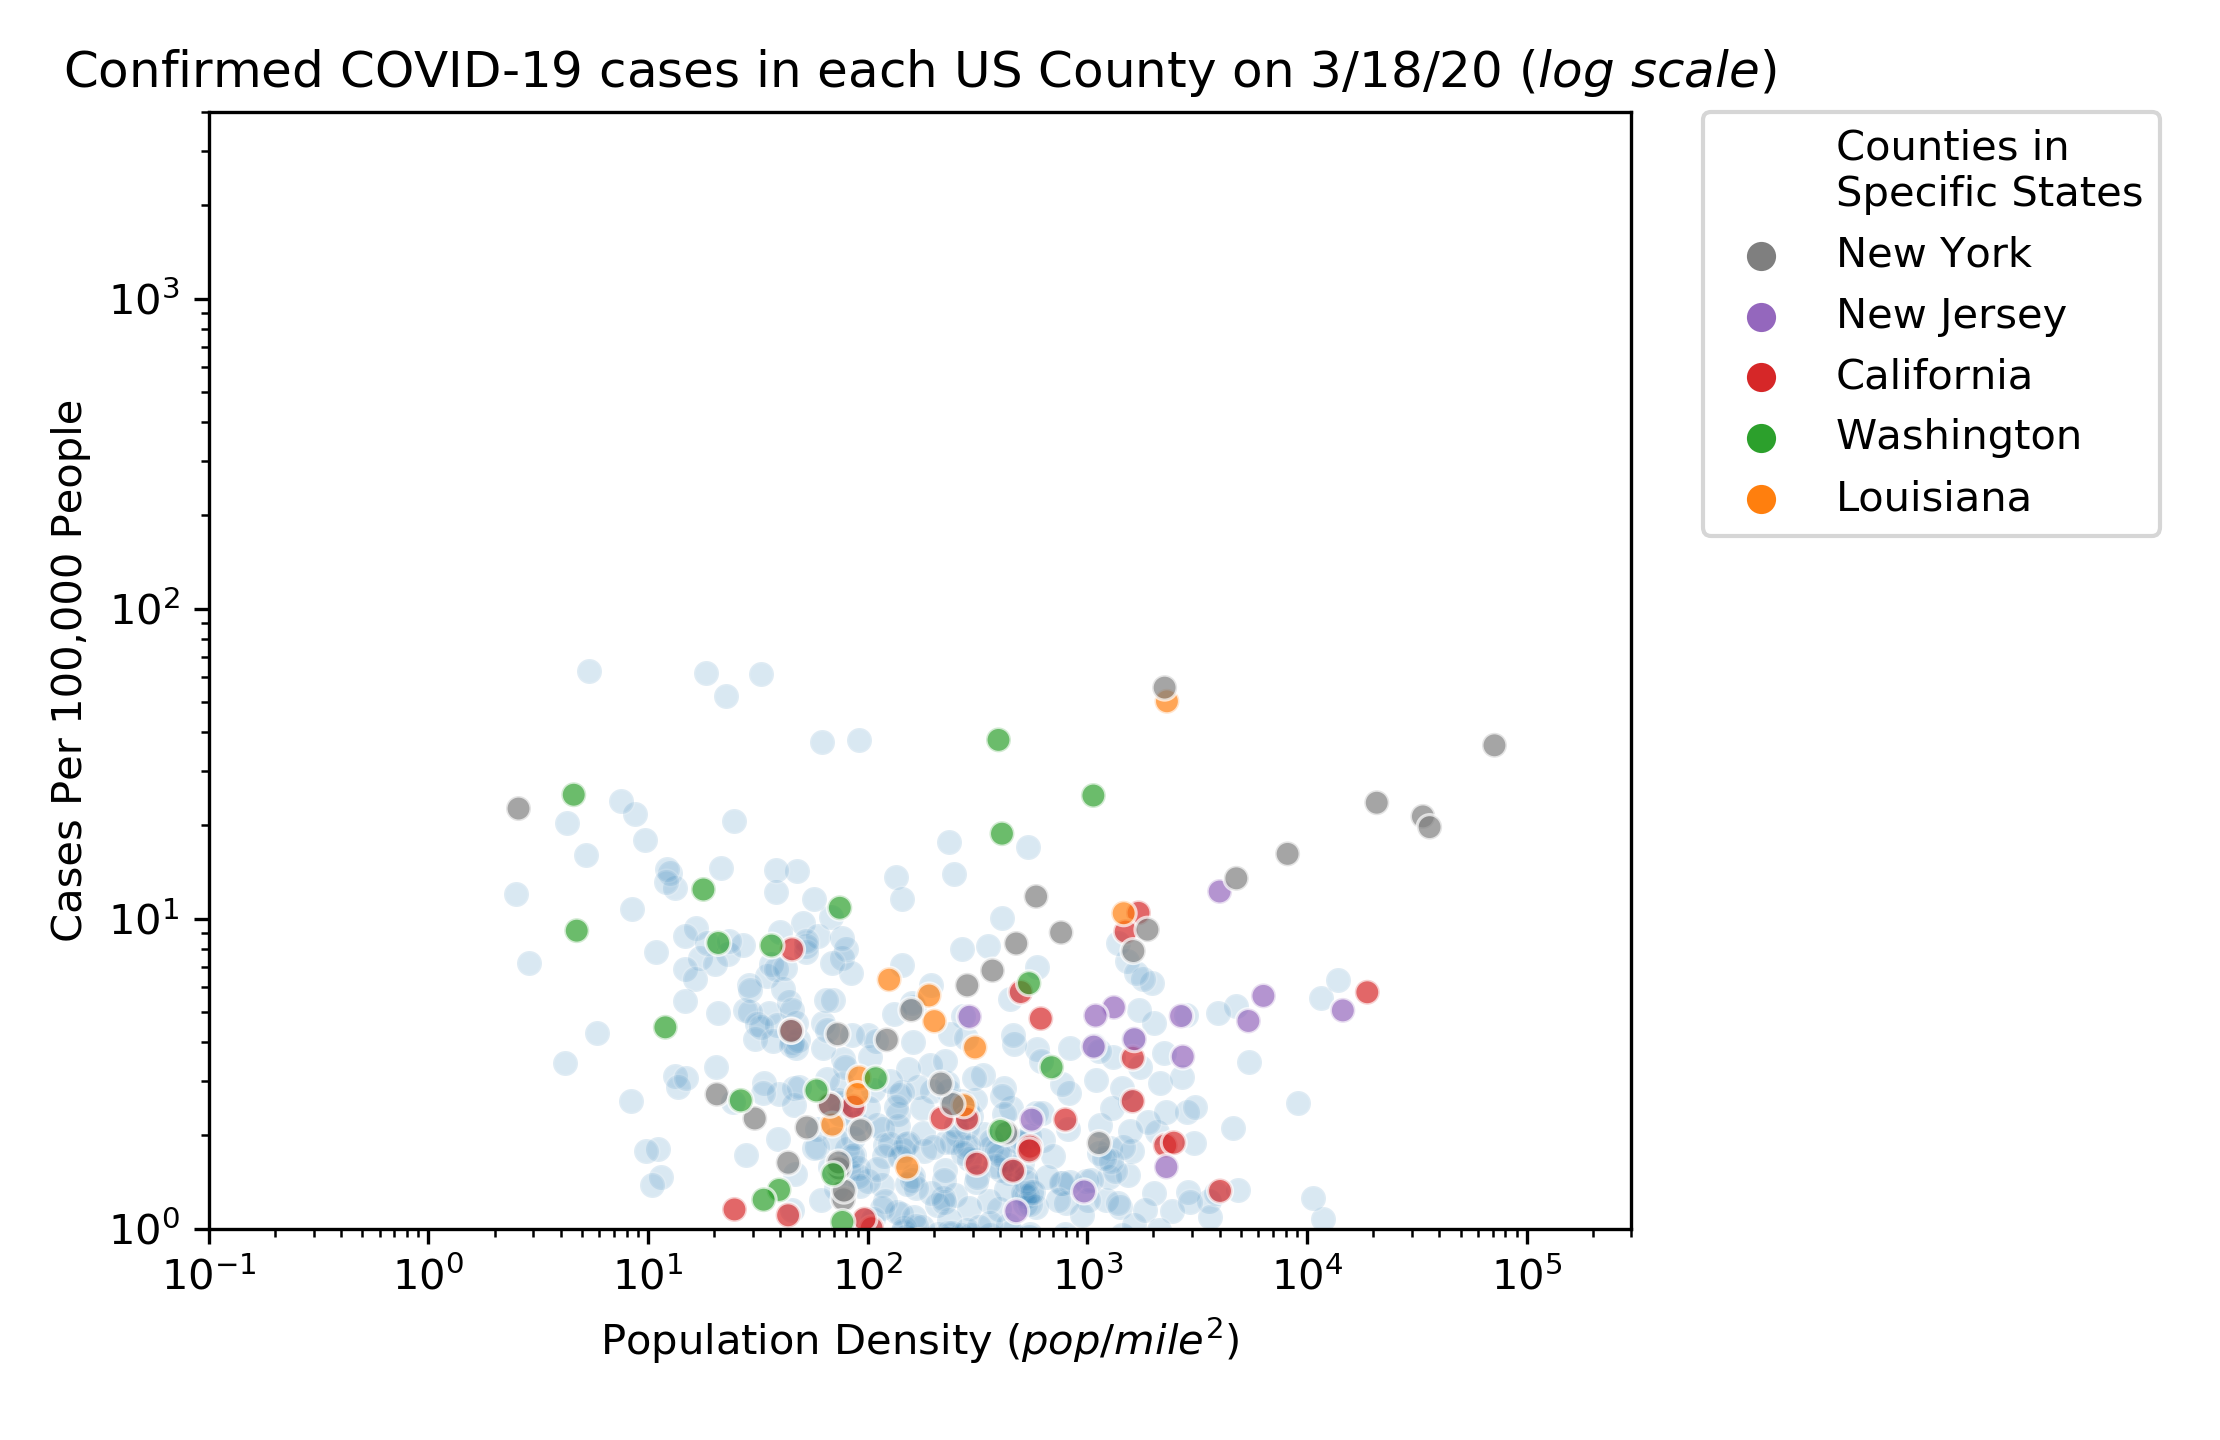 Confirmed COVID-19 cases in each US County on 3/18/20 (log scale)
Counties in
Specific States
New York
New Jersey
California
Washington
Louisiana
Cases Per 100,000 People
10³
10²
10¹
10⁰
10⁻¹ 10⁰ 10¹ 10² 10³ 10⁴ 10⁵
Population Density (pop/mile²)